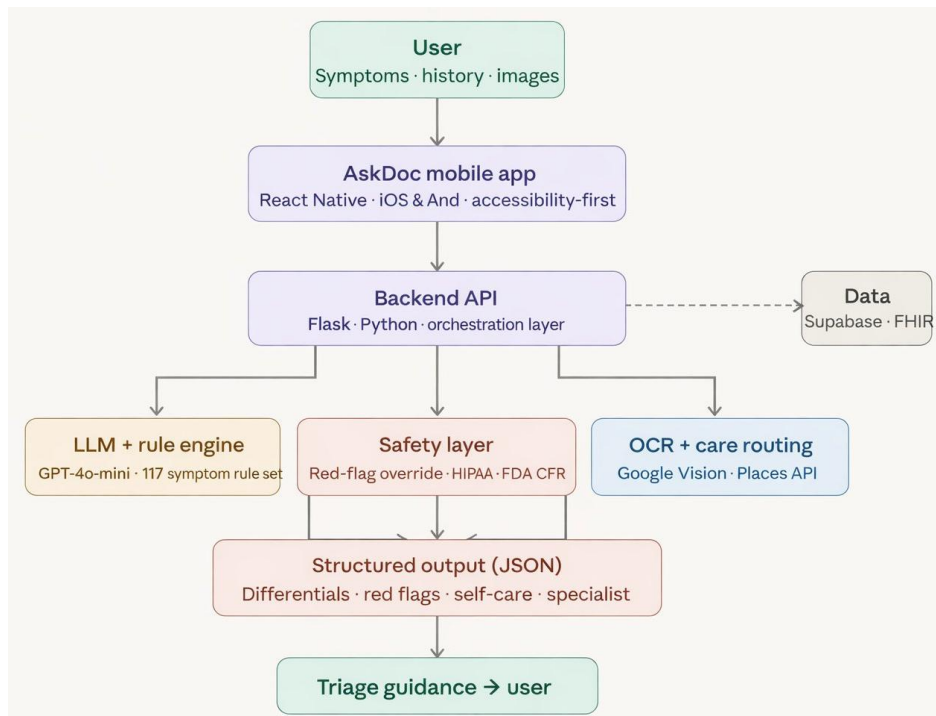 User
Symptoms · history · images
AskDoc mobile app
React Native · iOS & And · accessibility-first
Backend API
Flask · Python · orchestration layer
Data
Supabase · FHIR
LLM + rule engine
GPT-4o-mini · 117 symptom rule set
Safety layer
Red-flag override · HIPAA · FDA CFR
OCR + care routing
Google Vision · Places API
Structured output (JSON)
Differentials · red flags · self-care · specialist
Triage guidance → user